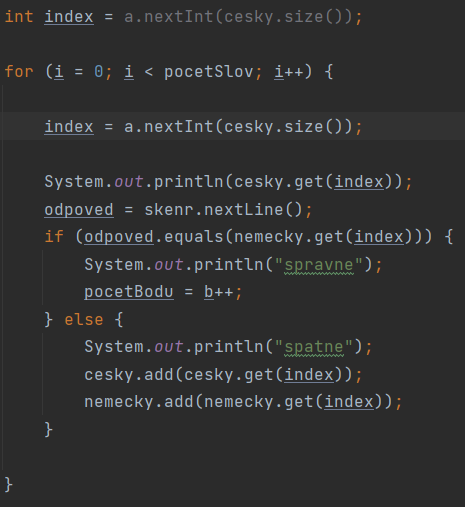 int index = a.nextInt(cesky.size());
for (i = 0; i < pocetSlov; i++) {
index = a.nextInt(cesky.size());
System.out.println(cesky.get(index));
odpoved = skenr.nextLine();
if (odpoved.equals(nemecky.get(index))) {
System.out.println("spravne");
pocetBodu = b++;
} else {
System.out.println("spatne");
cesky.add(cesky.get(index));
nemecky.add(nemecky.get(index));
}
}